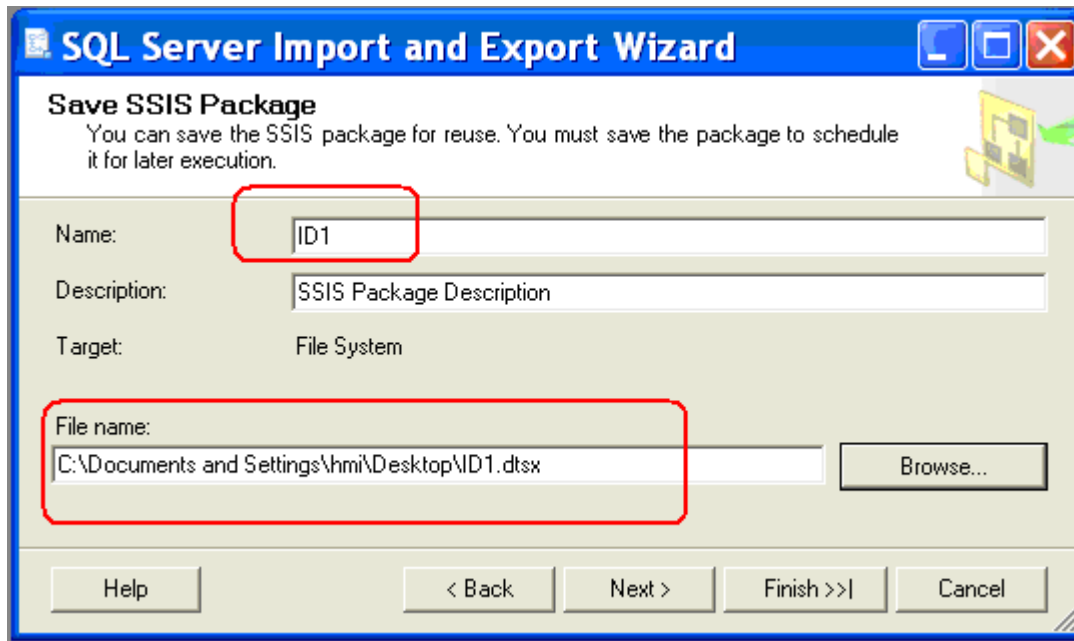 SQL Server Import and Export Wizard
Save SSIS Package
You can save the SSIS package for reuse. You must save the package to schedule
it for later execution.
Name: ID1
Description: SSIS Package Description
Target: File System
File name:
C:\Documents and Settings\hmi\Desktop\ID1.dtsx Browse...
Help < Back Next > Finish >>| Cancel